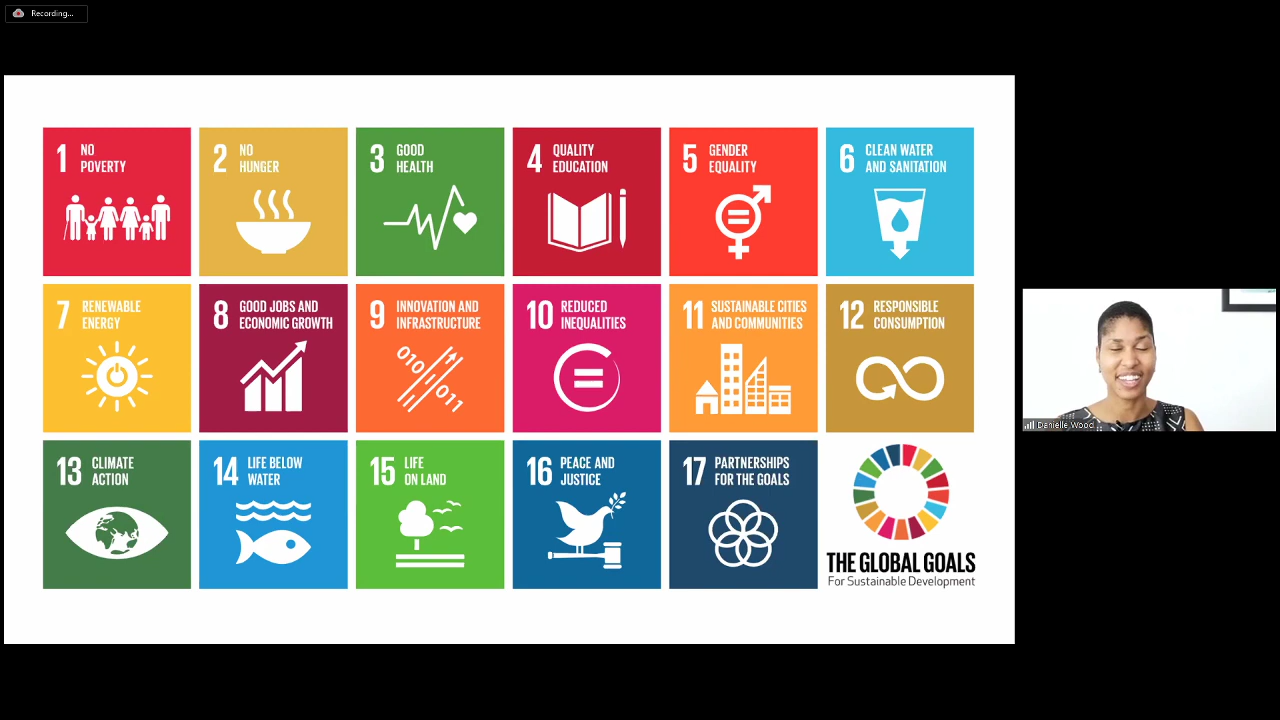 Recording...
1 NO
POVERTY
2 NO
HUNGER
3 GOOD
HEALTH
4 QUALITY
EDUCATION
5 GENDER
EQUALITY
6 CLEAN WATER
AND SANITATION
7 RENEWABLE
ENERGY
8 GOOD JOBS AND
ECONOMIC GROWTH
9 INNOVATION AND
INFRASTRUCTURE
010
011
10 REDUCED
INEQUALITIES
11 SUSTAINABLE CITIES
AND COMMUNITIES
12 RESPONSIBLE
CONSUMPTION
13 CLIMATE
ACTION
14 LIFE BELOW
WATER
15 LIFE
ON LAND
16 PEACE AND
JUSTICE
17 PARTNERSHIPS
FOR THE GOALS
THE GLOBAL GOALS
For Sustainable Development
Danielle Wood